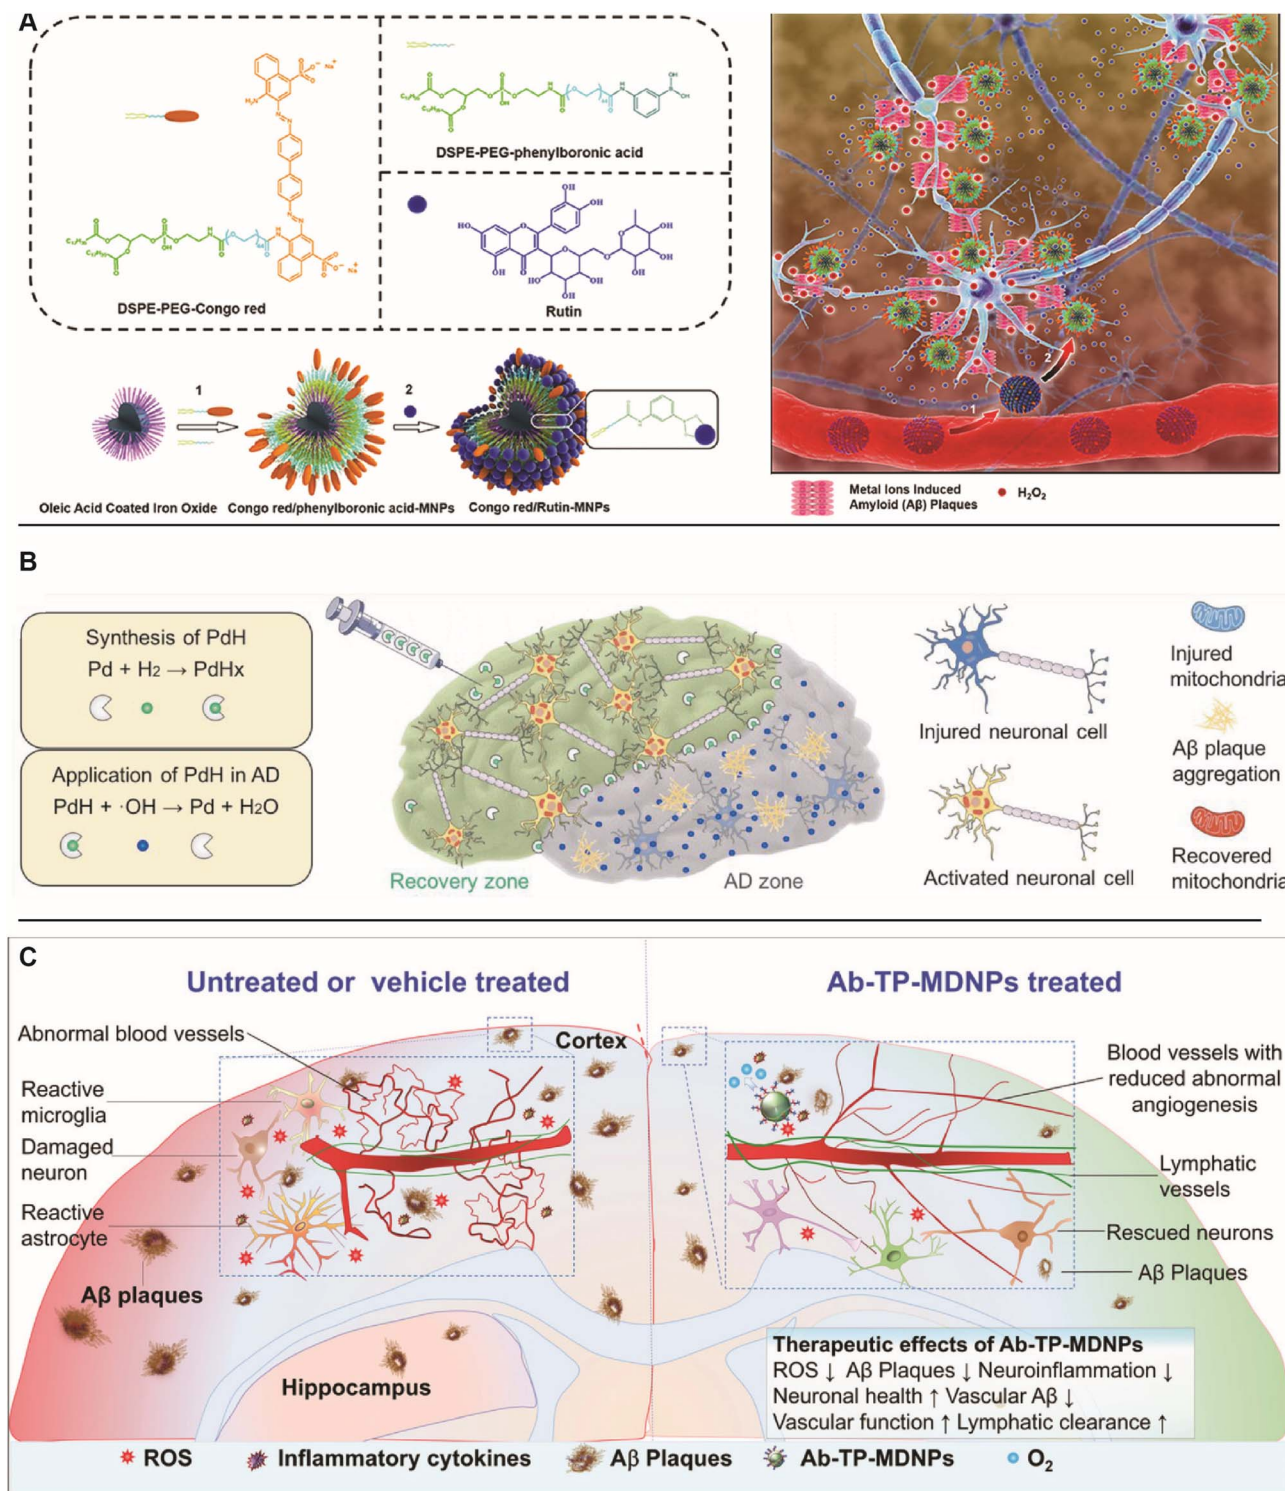 A
DSPE-PEG-Congo red
DSPE-PEG-phenylboronic acid
Rutin
1
2
Oleic Acid Coated Iron Oxide
Congo red/phenylboronic acid-MNPs
Congo red/Rutin-MNPs
1
2
Metal Ions Induced
Amyloid (Aβ) Plaques
H₂O₂
B
Synthesis of PdH
Pd + H₂ → PdHx
Application of PdH in AD
PdH + ·OH → Pd + H₂O
Recovery zone
AD zone
Injured neuronal cell
Activated neuronal cell
Injured
mitochondria
Aβ plaque
aggregation
Recovered
mitochondria
C
Untreated or vehicle treated
Ab-TP-MDNPs treated
Abnormal blood vessels
Cortex
Reactive
microglia
Damaged
neuron
Reactive
astrocyte
Aβ plaques
Hippocampus
Blood vessels with
reduced abnormal
angiogenesis
Lymphatic
vessels
Rescued neurons
Aβ Plaques
Therapeutic effects of Ab-TP-MDNPs
ROS ↓ Aβ Plaques ↓ Neuroinflammation ↓
Neuronal health ↑ Vascular Aβ ↓
Vascular function ↑ Lymphatic clearance ↑
ROS
Inflammatory cytokines
Aβ Plaques
Ab-TP-MDNPs
O₂